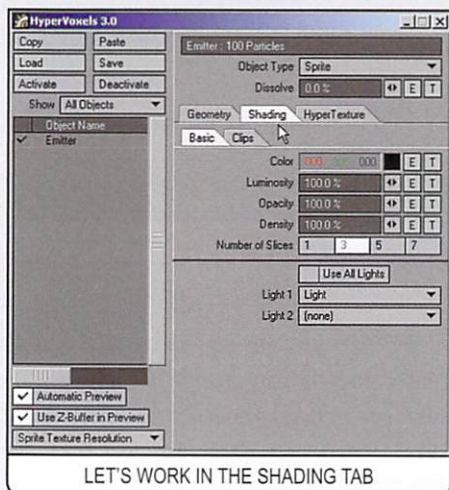 HyperVoxels 3.0
Copy Paste
Load Save
Activate Deactivate
Show All Objects
Object Name
Emitter
Automatic Preview
Use Z-Buffer in Preview
Sprite Texture Resolution
Emitter : 100 Particles
Object Type Sprite
Dissolve 0.0 % E T
Geometry Shading HyperTexture
Basic Clips
Color 000 000 E T
Luminosity 100.0 % E T
Opacity 100.0 % E T
Density 100.0 % E T
Number of Slices 1 3 5 7
Use All Lights
Light 1 Light
Light 2 (none)
LET'S WORK IN THE SHADING TAB